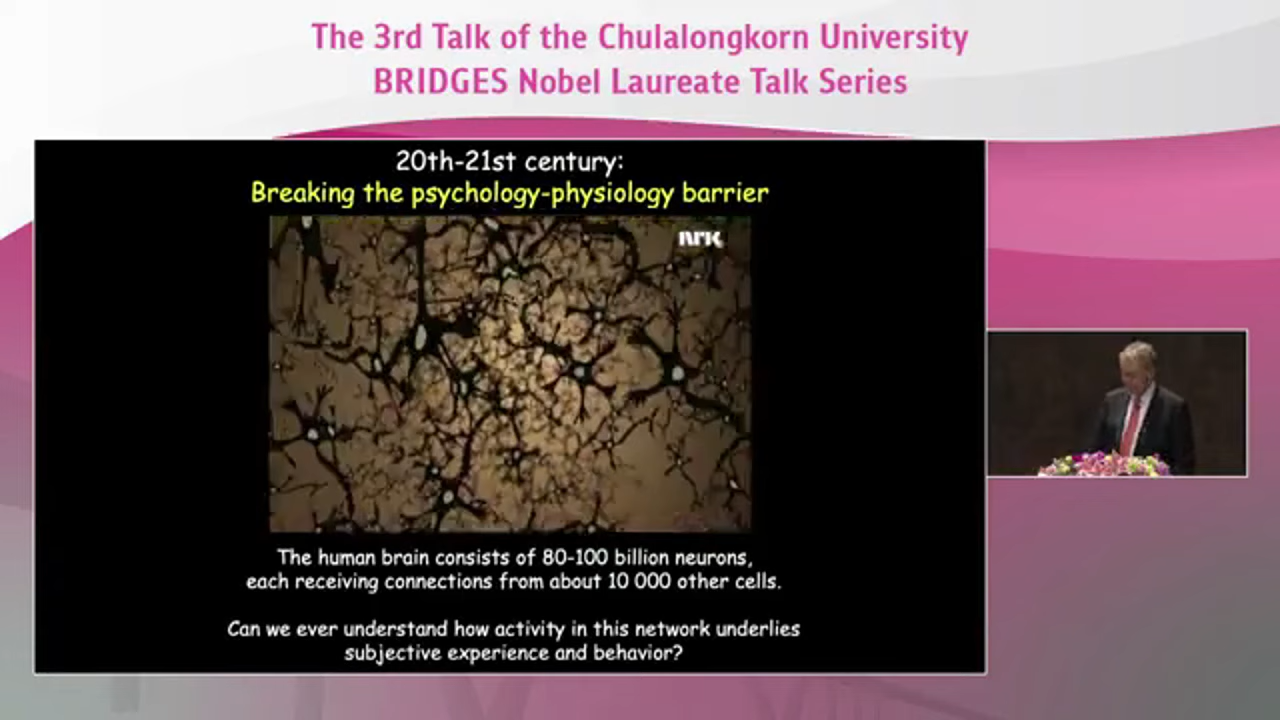 The 3rd Talk of the Chulalongkorn University
BRIDGES Nobel Laureate Talk Series
20th-21st century:
Breaking the psychology-physiology barrier
nrk
The human brain consists of 80-100 billion neurons,
each receiving connections from about 10 000 other cells.
Can we ever understand how activity in this network underlies
subjective experience and behavior?